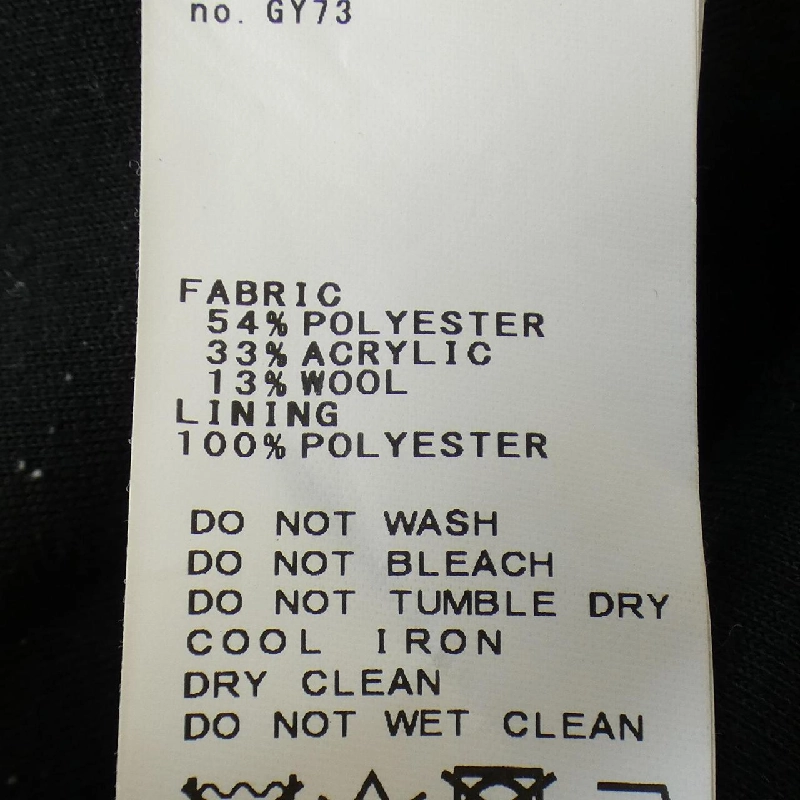 no. GY73
FABRIC
54% POLYESTER
33% ACRYLIC
13% WOOL
LINING
100% POLYESTER
DO NOT WASH
DO NOT BLEACH
DO NOT TUMBLE DRY
COOL IRON
DRY CLEAN
DO NOT WET CLEAN